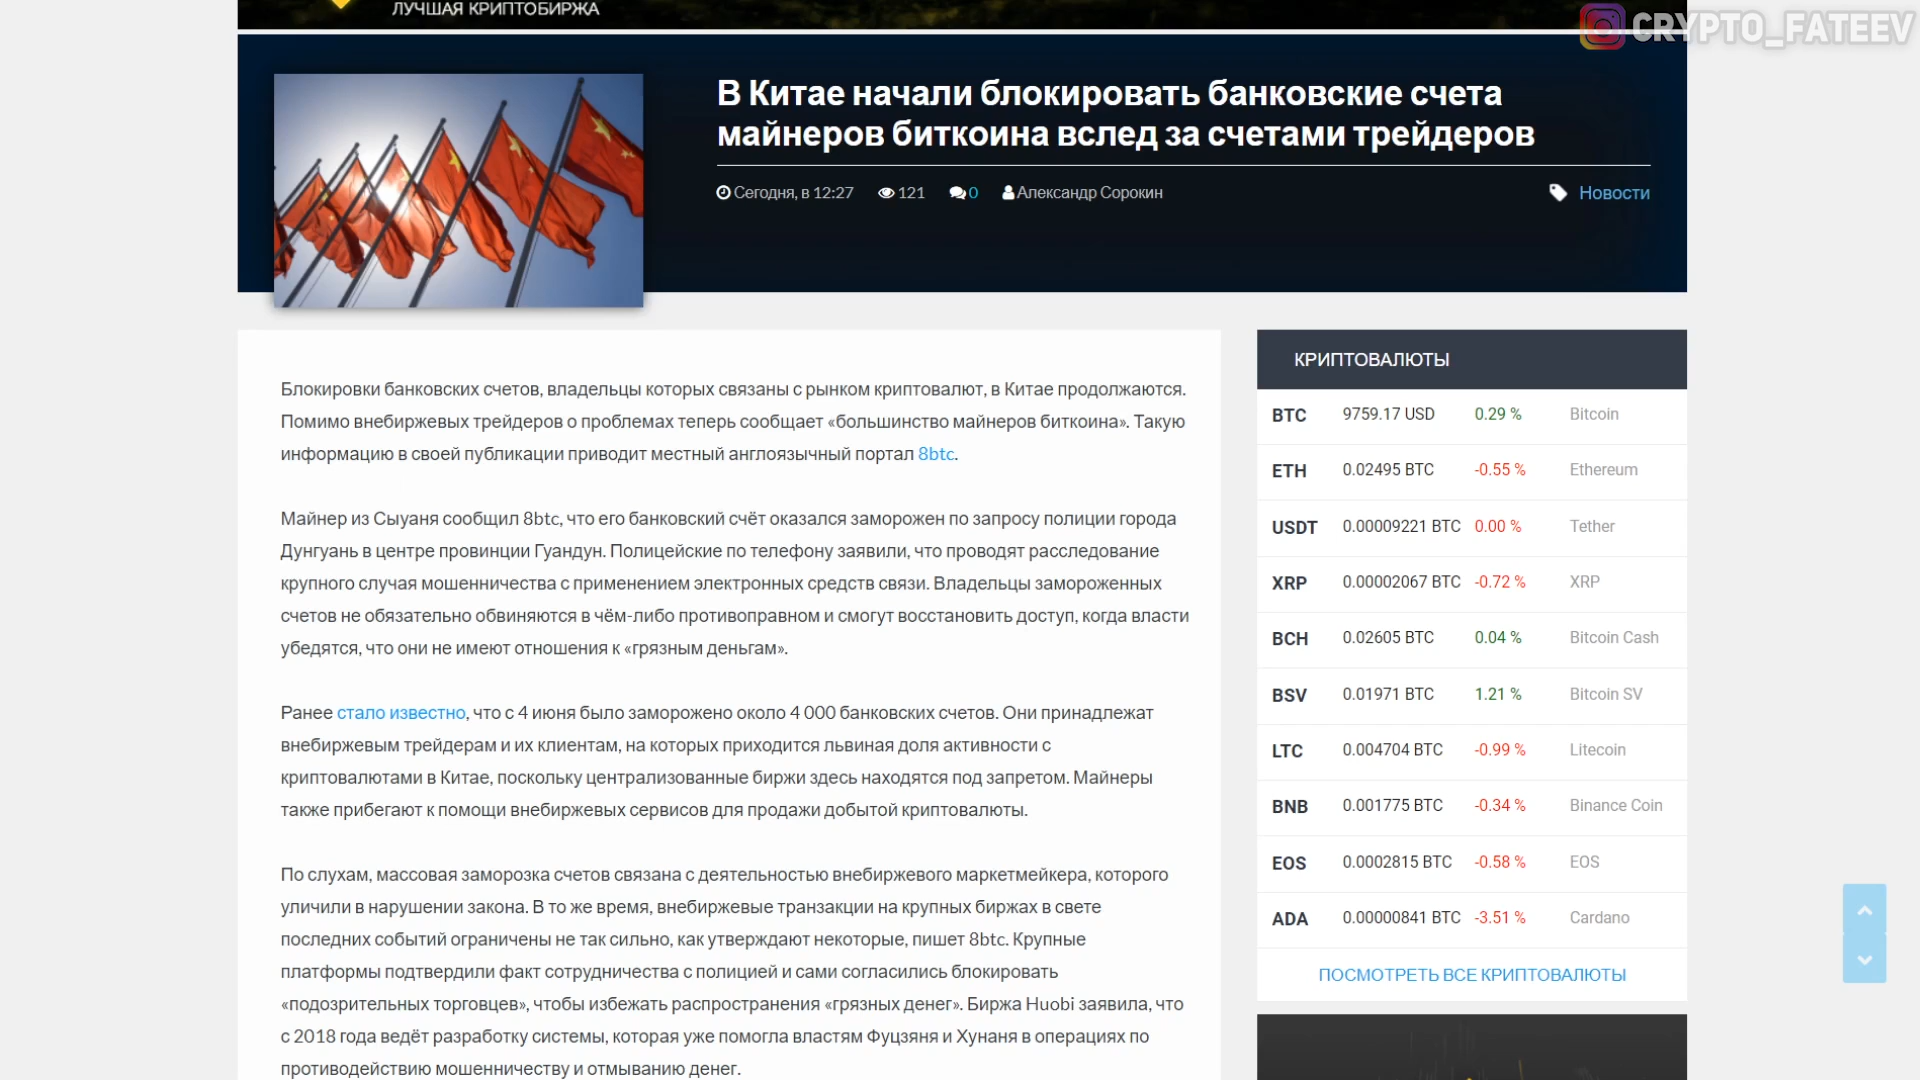 ЛУЧШАЯ КРИПТОБИРЖА
CRYPTO_FATEEV
В Китае начали блокировать банковские счета
майнеров биткоина вслед за счетами трейдеров
Сегодня, в 12:27 121 0 Александр Сорокин Новости
Блокировки банковских счетов, владельцы которых связаны с рынком криптовалют, в Китае продолжаются.
Помимо внебиржевых трейдеров о проблемах теперь сообщает «большинство майнеров биткоина». Такую
информацию в своей публикации приводит местный англоязычный портал 8btc.
Майнер из Сыуаня сообщил 8btc, что его банковский счёт оказался заморожен по запросу полиции города
Дунгуань в центре провинции Гуандун. Полицейские по телефону заявили, что проводят расследование
крупного случая мошенничества с применением электронных средств связи. Владельцы замороженных
счетов не обязательно обвиняются в чём-либо противоправном и смогут восстановить доступ, когда власти
убедятся, что они не имеют отношения к «грязным деньгам».
Ранее стало известно, что с 4 июня было заморожено около 4 000 банковских счетов. Они принадлежат
внебиржевым трейдерам и их клиентам, на которых приходится львиная доля активности с
криптовалютами в Китае, поскольку централизованные биржи здесь находятся под запретом. Майнеры
также прибегают к помощи внебиржевых сервисов для продажи добытой криптовалюты.
По слухам, массовая заморозка счетов связана с деятельностью внебиржевого маркетмейкера, которого
уличили в нарушении закона. В то же время, внебиржевые транзакции на крупных биржах в свете
последних событий ограничены не так сильно, как утверждают некоторые, пишет 8btc. Крупные
платформы подтвердили факт сотрудничества с полицией и сами согласились блокировать
«подозрительных торговцев», чтобы избежать распространения «грязных денег». Биржа Huobi заявила, что
с 2018 года ведёт разработку системы, которая уже помогла властям Фуцзяня и Хунаня в операциях по
противодействию мошенничеству и отмыванию денег.
КРИПТОВАЛЮТЫ
BTC 9759.17 USD 0.29 % Bitcoin
ETH 0.02495 BTC -0.55 % Ethereum
USDT 0.00009221 BTC 0.00 % Tether
XRP 0.00002067 BTC -0.72 % XRP
BCH 0.02605 BTC 0.04 % Bitcoin Cash
BSV 0.01971 BTC 1.21 % Bitcoin SV
LTC 0.004704 BTC -0.99 % Litecoin
BNB 0.001775 BTC -0.34 % Binance Coin
EOS 0.0002815 BTC -0.58 % EOS
ADA 0.00000841 BTC -3.51 % Cardano
ПОСМОТРЕТЬ ВСЕ КРИПТОВАЛЮТЫ